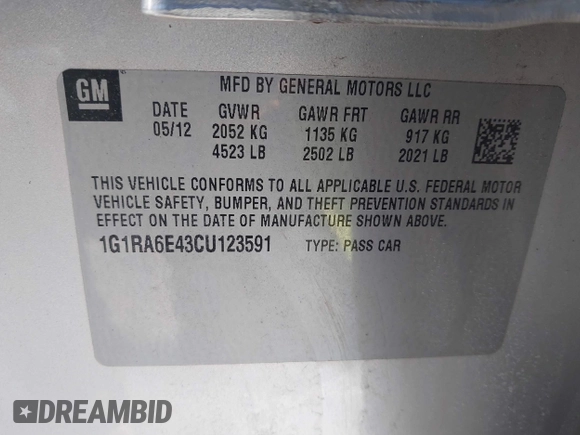 GM
MFD BY GENERAL MOTORS LLC
DATE GVWR GAWR FRT GAWR RR
05/12 2052 KG 1135 KG 917 KG
4523 LB 2502 LB 2021 LB
THIS VEHICLE CONFORMS TO ALL APPLICABLE U.S. FEDERAL MOTOR
VEHICLE SAFETY, BUMPER, AND THEFT PREVENTION STANDARDS IN
EFFECT ON THE DATE OF MANUFACTURE SHOWN ABOVE.
1G1RA6E43CU123591 TYPE: PASS CAR
DREAMBID